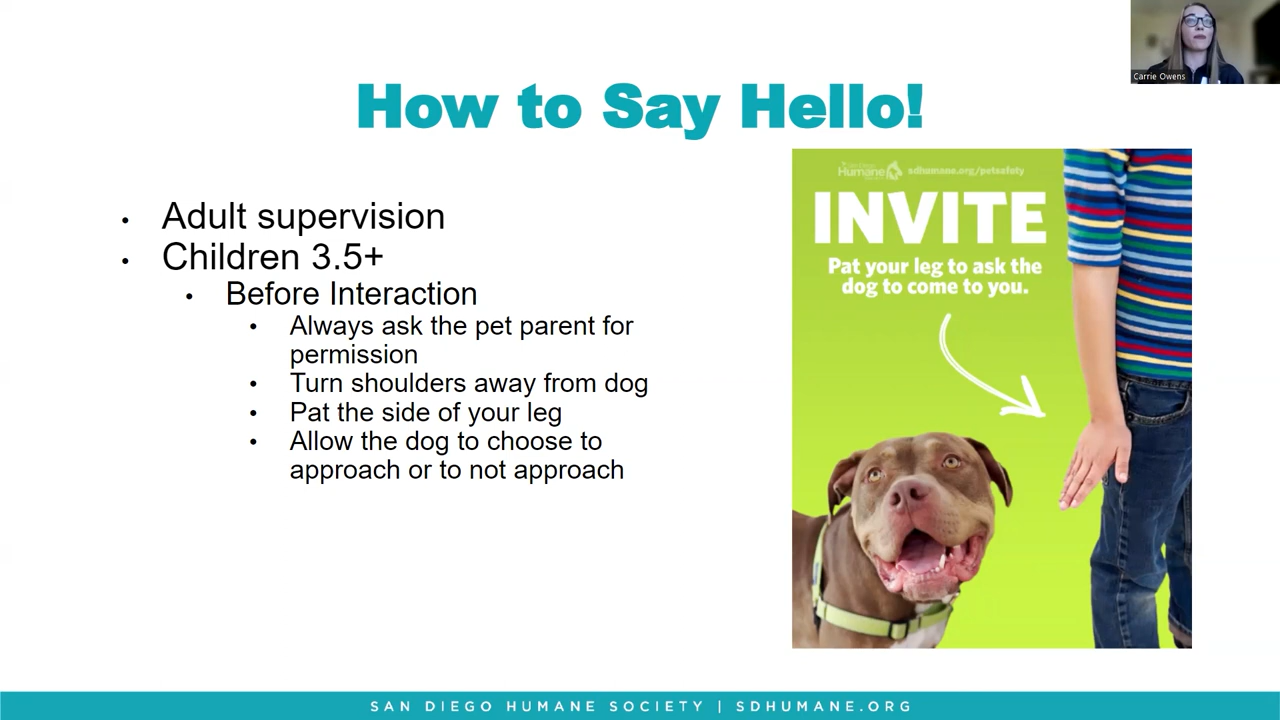 Carrie Owens
How to Say Hello!
• Adult supervision
• Children 3.5+
• Before Interaction
• Always ask the pet parent for
permission
• Turn shoulders away from dog
• Pat the side of your leg
• Allow the dog to choose to
approach or to not approach
San Diego
Humane
sdhumane.org/petsafety
INVITE
Pat your leg to ask the
dog to come to you.
SAN DIEGO HUMANE SOCIETY | SDHUMANE.ORG